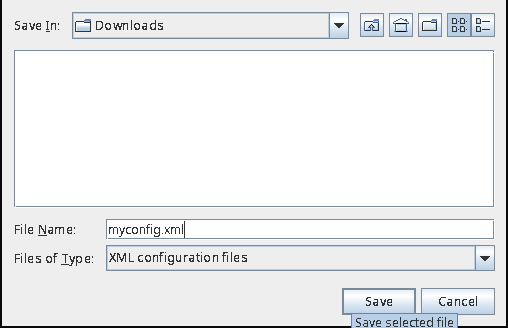 Save In: Downloads
File Name: myconfig.xml
Files of Type: XML configuration files
Save Cancel
Save selected file